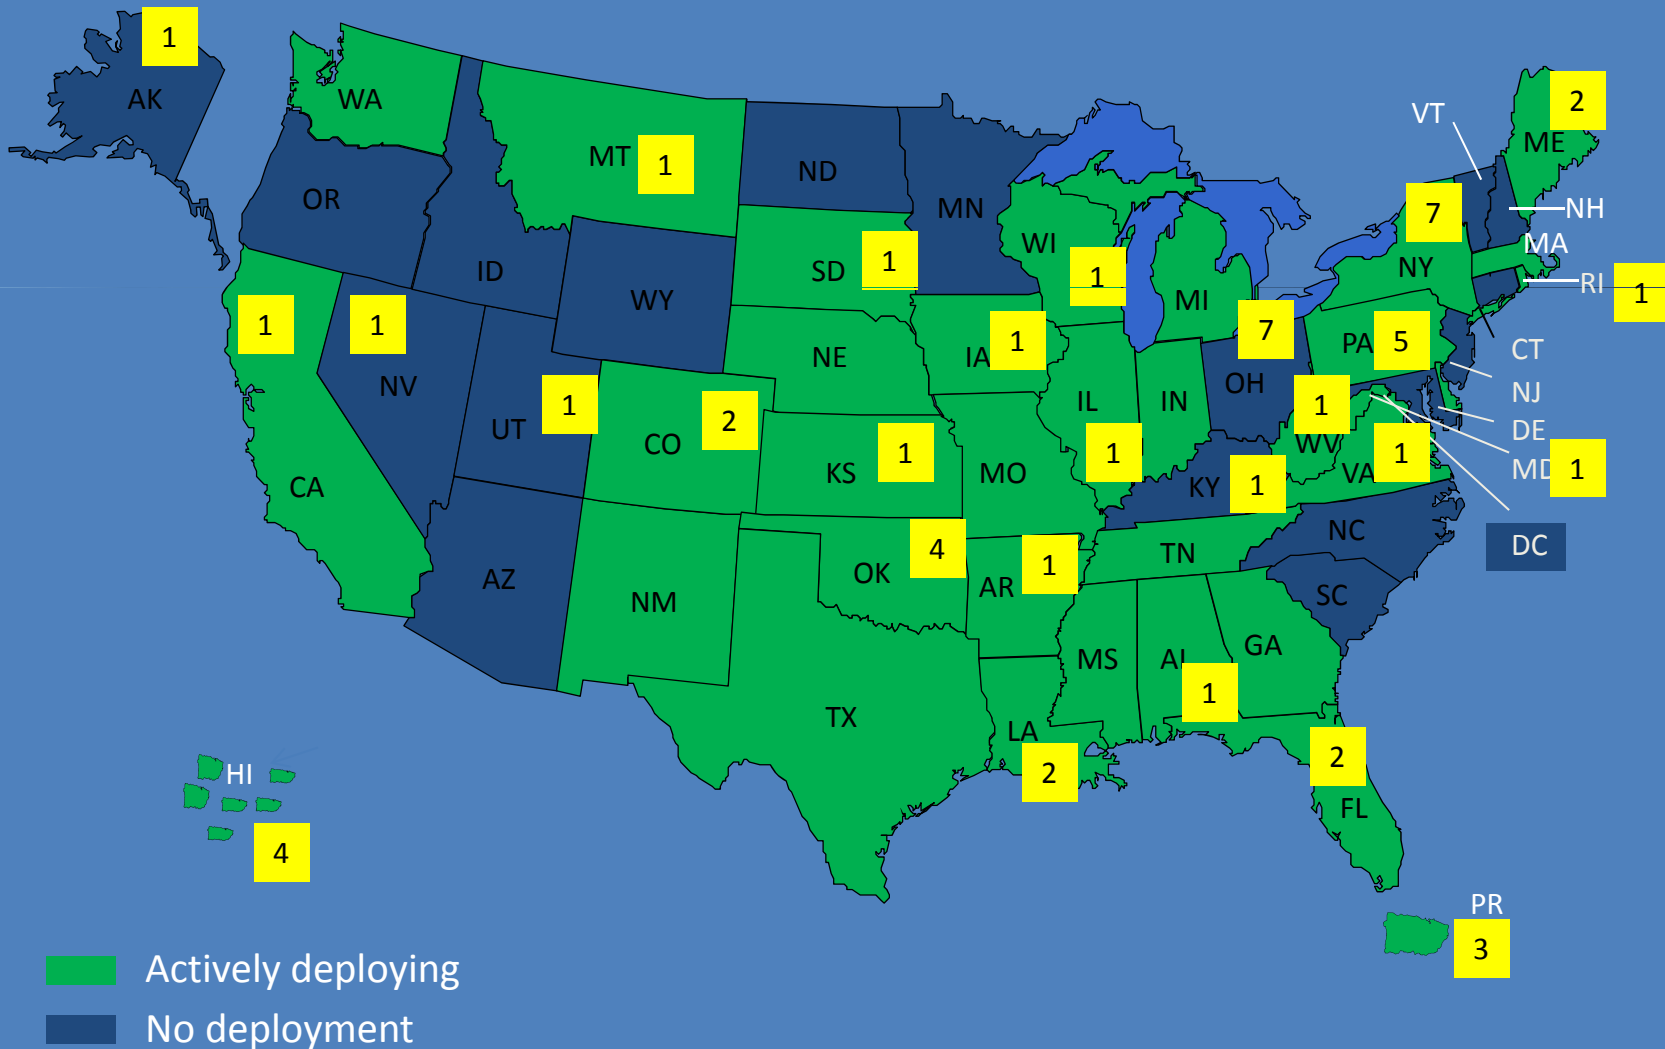 1
AK
WA
2
VT
ME
MT 1
ND
OR
MN
7
NH
WI
MA
SD 1
NY
ID
1
RI
1
WY
MI
1
1
7
NE
IA 1
PA 5
CT
NV
OH
NJ
UT 1
2
IL
IN
1
CO
DE
WV
KS 1
1
VA 1
MD 1
MO
CA
KY 1
NC
DC
OK 4
TN
AR 1
AZ
NM
SC
MS
AL
GA
1
TX
LA
2
2
HI
FL
4
PR
3
Actively deploying
No deployment